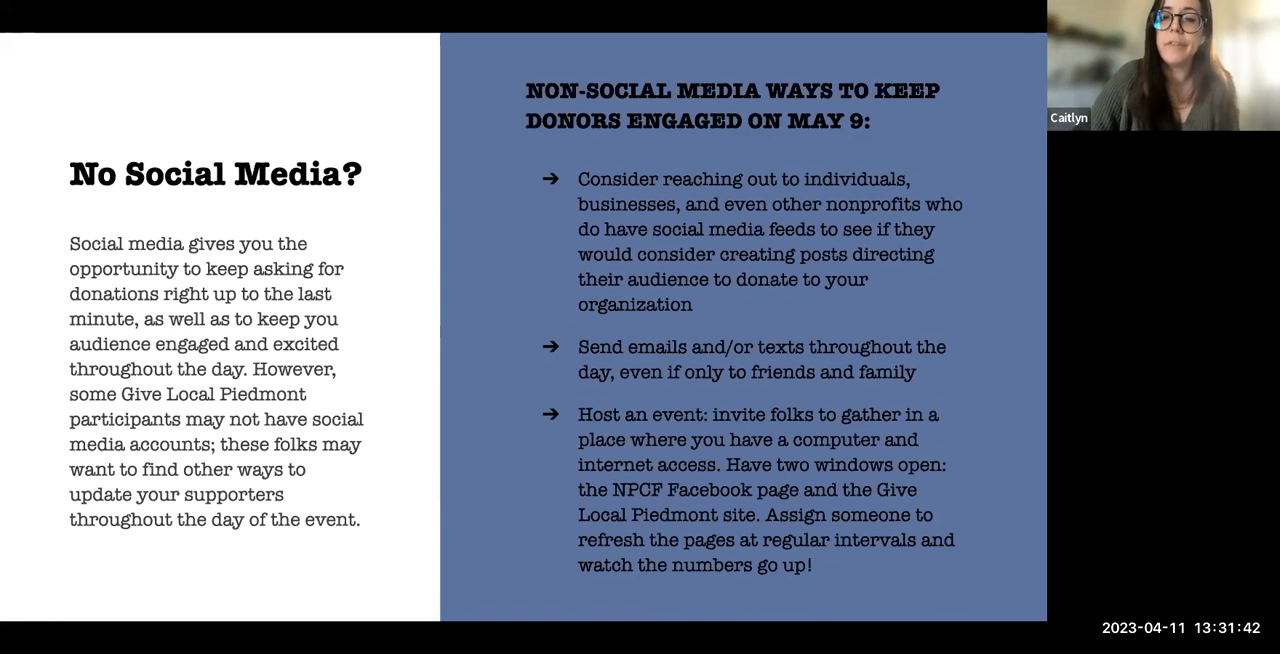 No Social Media?
Social media gives you the
opportunity to keep asking for
donations right up to the last
minute, as well as to keep you
audience engaged and excited
throughout the day. However,
some Give Local Piedmont
participants may not have social
media accounts; these folks may
want to find other ways to
update your supporters
throughout the day of the event.
NON-SOCIAL MEDIA WAYS TO KEEP
DONORS ENGAGED ON MAY 9:
➔ Consider reaching out to individuals,
businesses, and even other nonprofits who
do have social media feeds to see if they
would consider creating posts directing
their audience to donate to your
organization
➔ Send emails and/or texts throughout the
day, even if only to friends and family
➔ Host an event: invite folks to gather in a
place where you have a computer and
internet access. Have two windows open:
the NPCF Facebook page and the Give
Local Piedmont site. Assign someone to
refresh the pages at regular intervals and
watch the numbers go up!
Caitlyn
2023-04-11 13:31:42